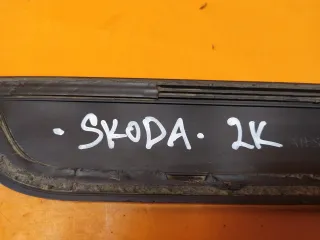 · SKODA · 2K